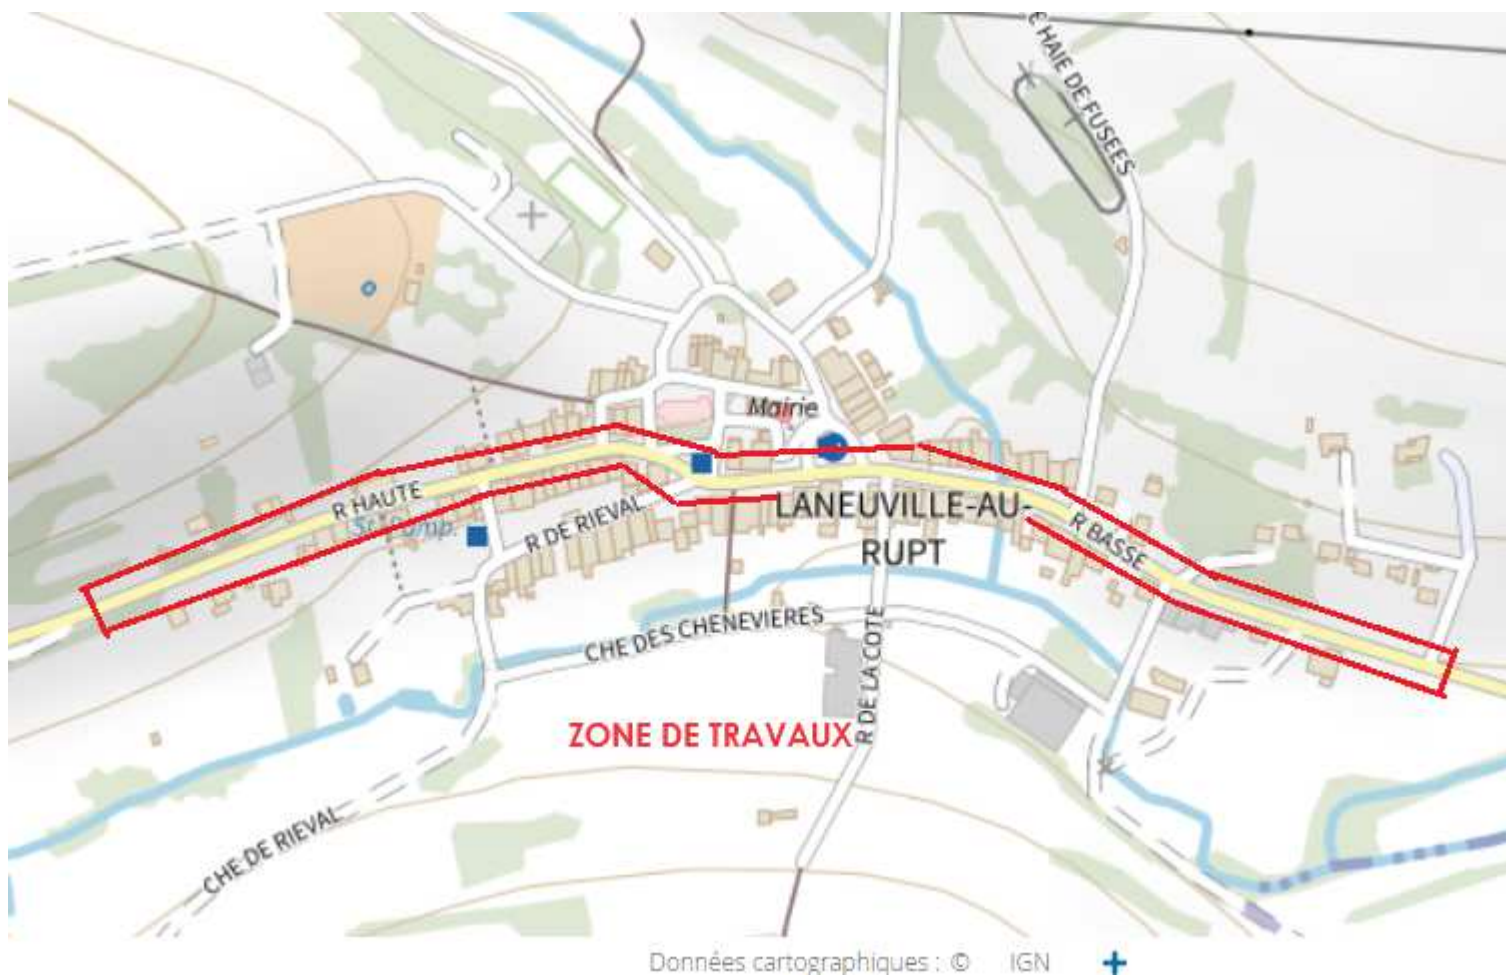 E HAIE DE FUSEES
Mairie
R HAUTE
R DE RIEVAL
LANEUVILLE-AU-
RUPT
R BASSE
CHE DES CHENEVIERES
R DE LA COTE
ZONE DE TRAVAUX
CHE DE RIEVAL
Données cartographiques : © IGN